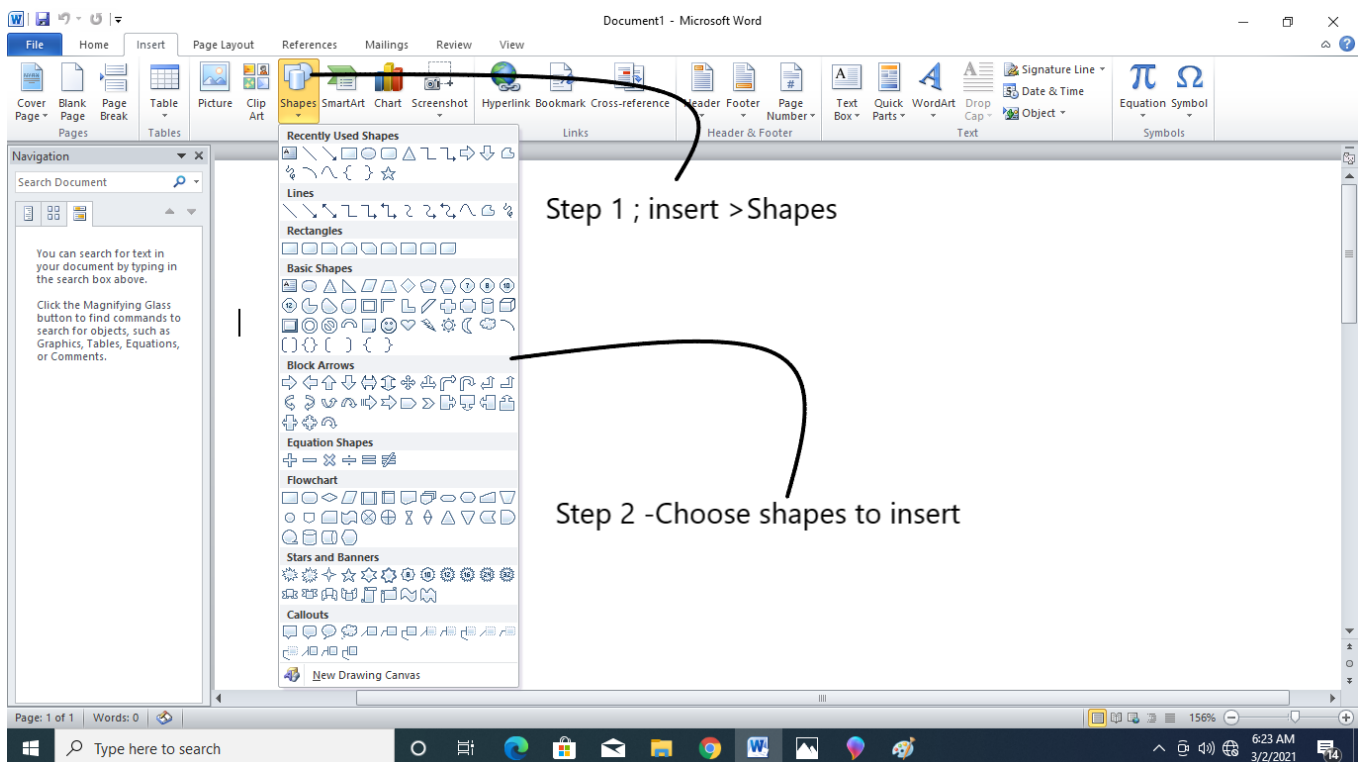 Document1 - Microsoft Word
File Home Insert Page Layout References Mailings Review View
Cover Page Blank Page Page Break Table Picture Clip Art Shapes SmartArt Chart Screenshot Hyperlink Bookmark Cross-reference Header Footer Page Number Text Box Quick Parts WordArt Drop Cap Signature Line Date & Time Object Equation Symbol
Pages Tables Links Header & Footer Text Symbols
Navigation
Search Document
You can search for text in
your document by typing in
the search box above.
Click the Magnifying Glass
button to find commands to
search for objects, such as
Graphics, Tables, Equations,
or Comments.
Recently Used Shapes
Lines
Rectangles
Basic Shapes
Block Arrows
Equation Shapes
Flowchart
Stars and Banners
Callouts
New Drawing Canvas
Step 1 ; insert >Shapes
Step 2 -Choose shapes to insert
Page: 1 of 1 Words: 0 156%
Type here to search
6:23 AM
3/2/2021
14